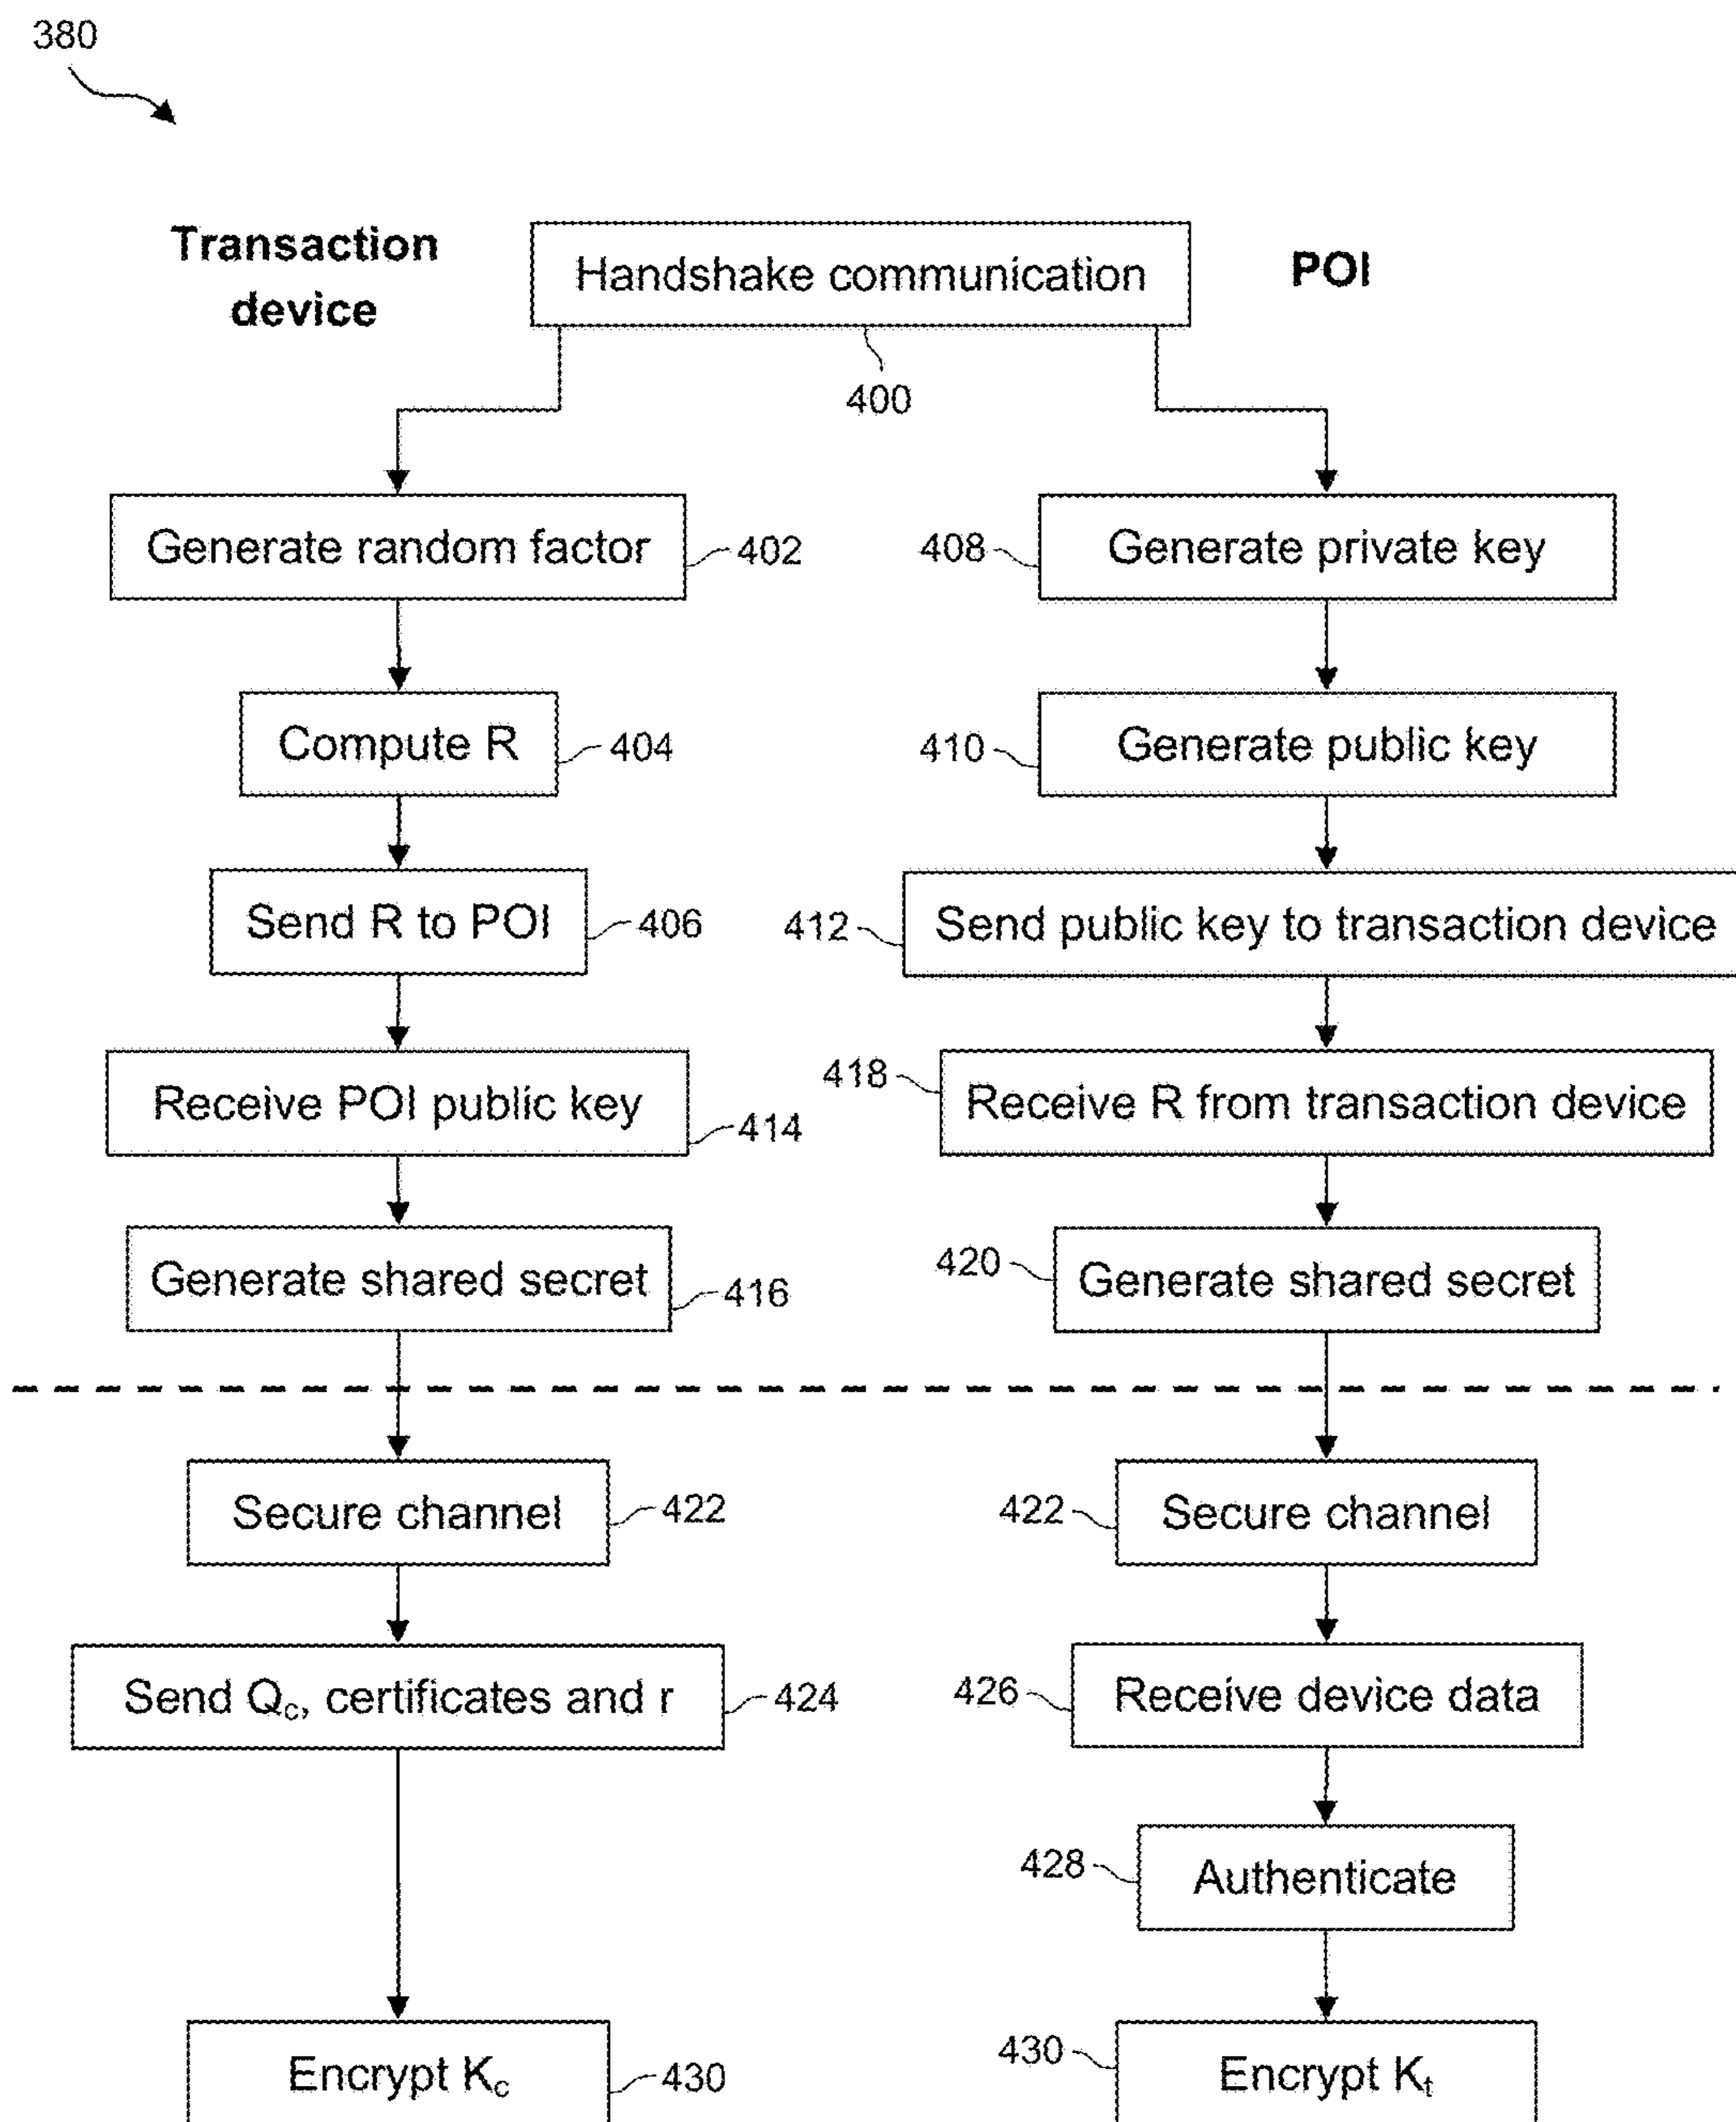 380
Transaction
device
Handshake communication
POI
400
Generate random factor
402
408
Generate private key
Compute R
404
410
Generate public key
Send R to POI
406
412
Send public key to transaction device
Receive POI public key
414
418
Receive R from transaction device
Generate shared secret
416
420
Generate shared secret
Secure channel
422
422
Secure channel
Send Qc, certificates and r
424
426
Receive device data
428
Authenticate
Encrypt Kc
430
430
Encrypt Kt